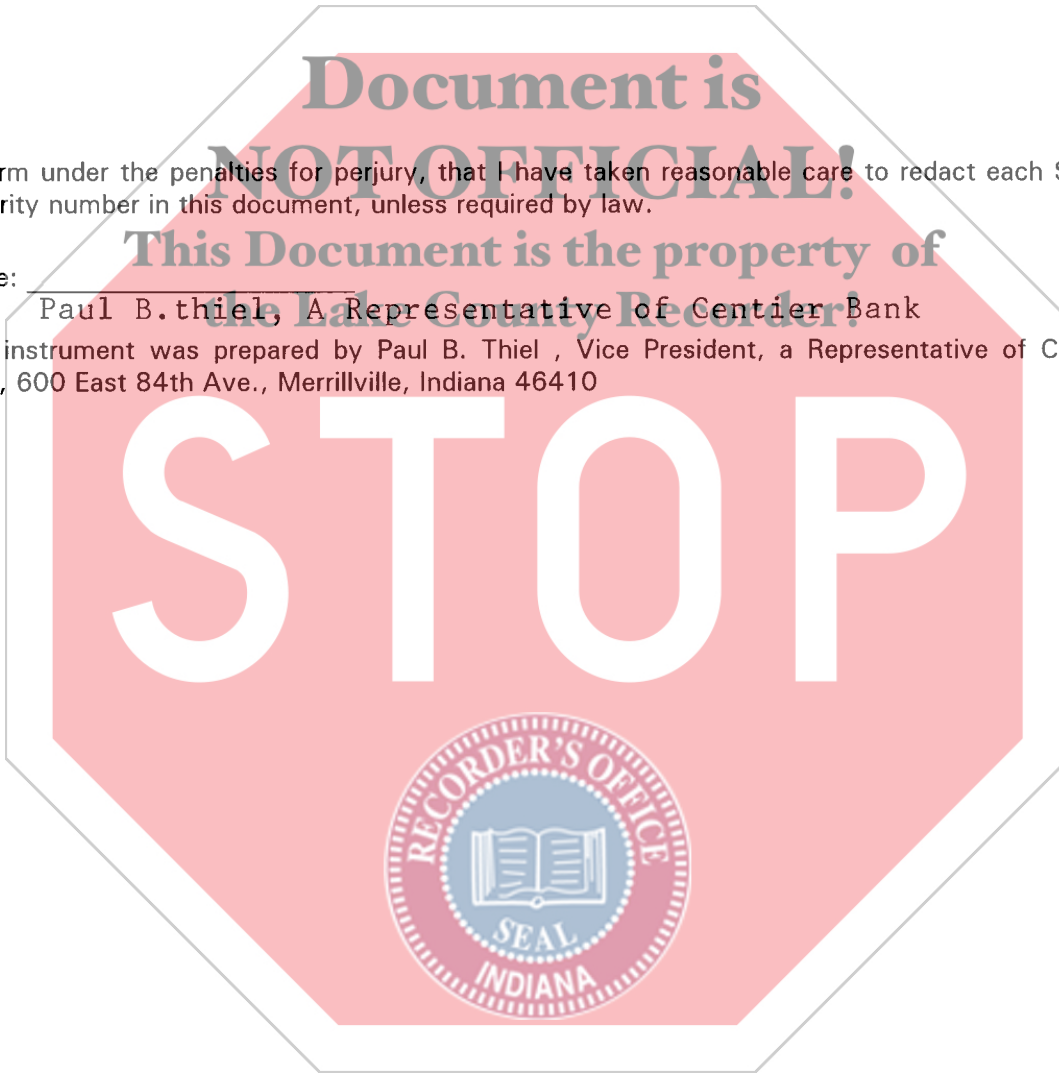 Document is
NOT OFFICIAL!
rm under the penalties for perjury, that I have taken reasonable care to redact each S
rity number in this document, unless required by law.
This Document is the property of
e:
the Lake County Recorder!
Paul B.thiel, A Representative of Centier Bank
instrument was prepared by Paul B. Thiel , Vice President, a Representative of C
, 600 East 84th Ave., Merrillville, Indiana 46410
STOP
RECORDER'S OFFICE
SEAL
INDIANA